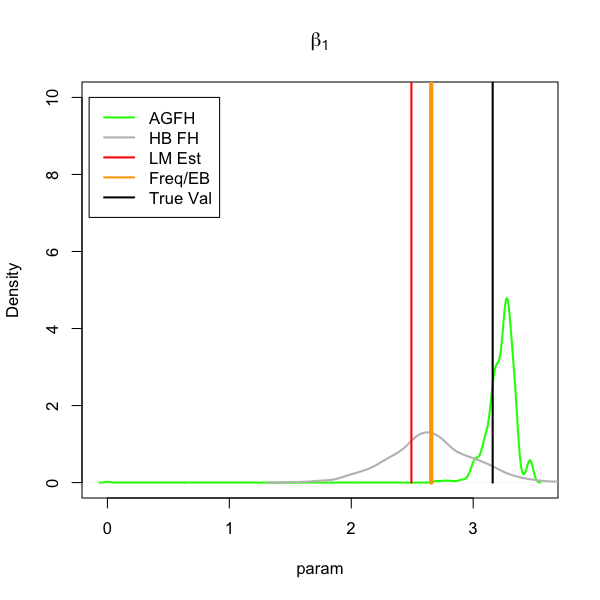 β1
10
8
6
4
2
0
Density
AGFH
HB FH
LM Est
Freq/EB
True Val
0 1 2 3
param